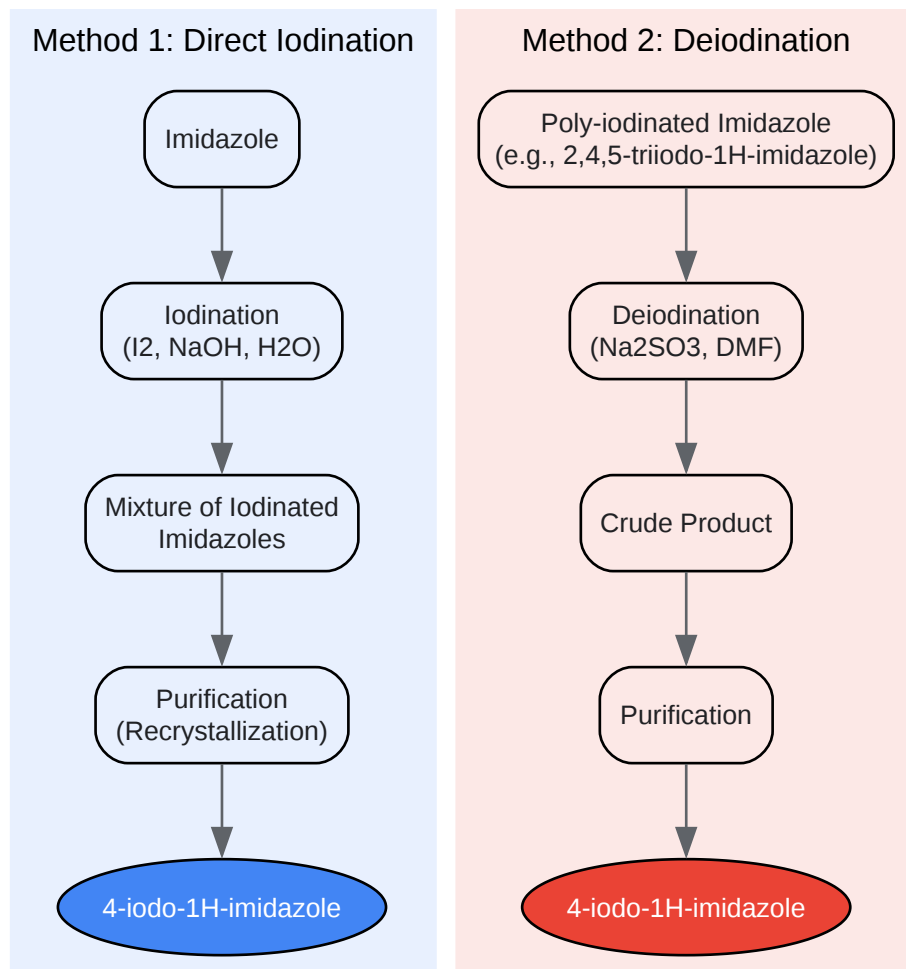 Method 1: Direct Iodination
Imidazole
Iodination
(I2, NaOH, H2O)
Mixture of Iodinated
Imidazoles
Purification
(Recrystallization)
4-iodo-1H-imidazole
Method 2: Deiodination
Poly-iodinated Imidazole
(e.g., 2,4,5-triiodo-1H-imidazole)
Deiodination
(Na2SO3, DMF)
Crude Product
Purification
4-iodo-1H-imidazole